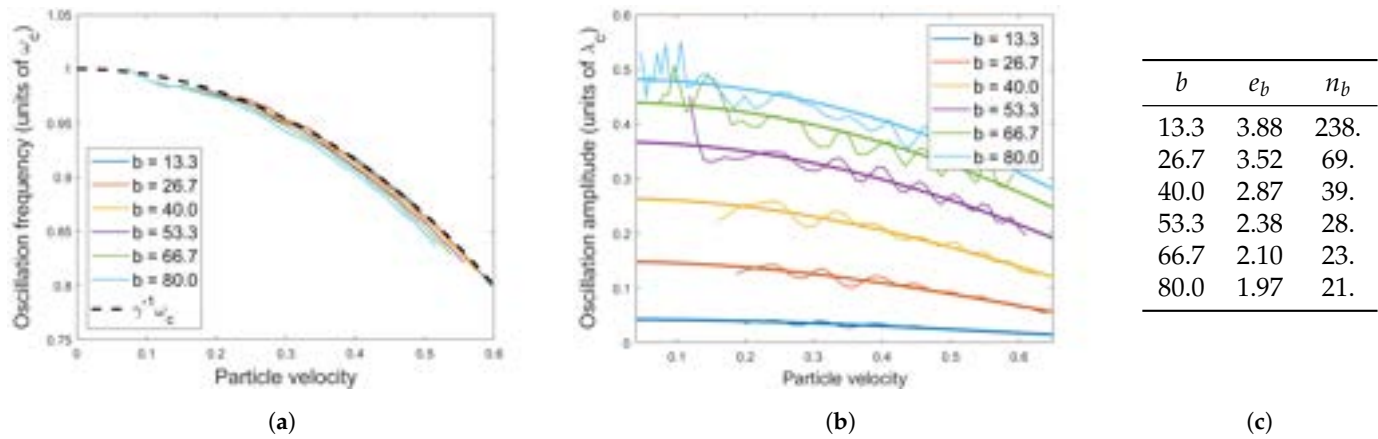 Oscillation frequency (units of ω_c)
1.05
1
0.95
0.9
0.85
0.8
0.75
b = 13.3
b = 26.7
b = 40.0
b = 53.3
b = 66.7
b = 80.0
γ⁻¹ω_c
0 0.1 0.2 0.3 0.4 0.5 0.6
Particle velocity
(a)
Oscillation amplitude (units of λ_c)
0.6
0.5
0.4
0.3
0.2
0.1
0
b = 13.3
b = 26.7
b = 40.0
b = 53.3
b = 66.7
b = 80.0
0.1 0.2 0.3 0.4 0.5 0.6
Particle velocity
(b)
b e_b n_b
13.3 3.88 238.
26.7 3.52 69.
40.0 2.87 39.
53.3 2.38 28.
66.7 2.10 23.
80.0 1.97 21.
(c)